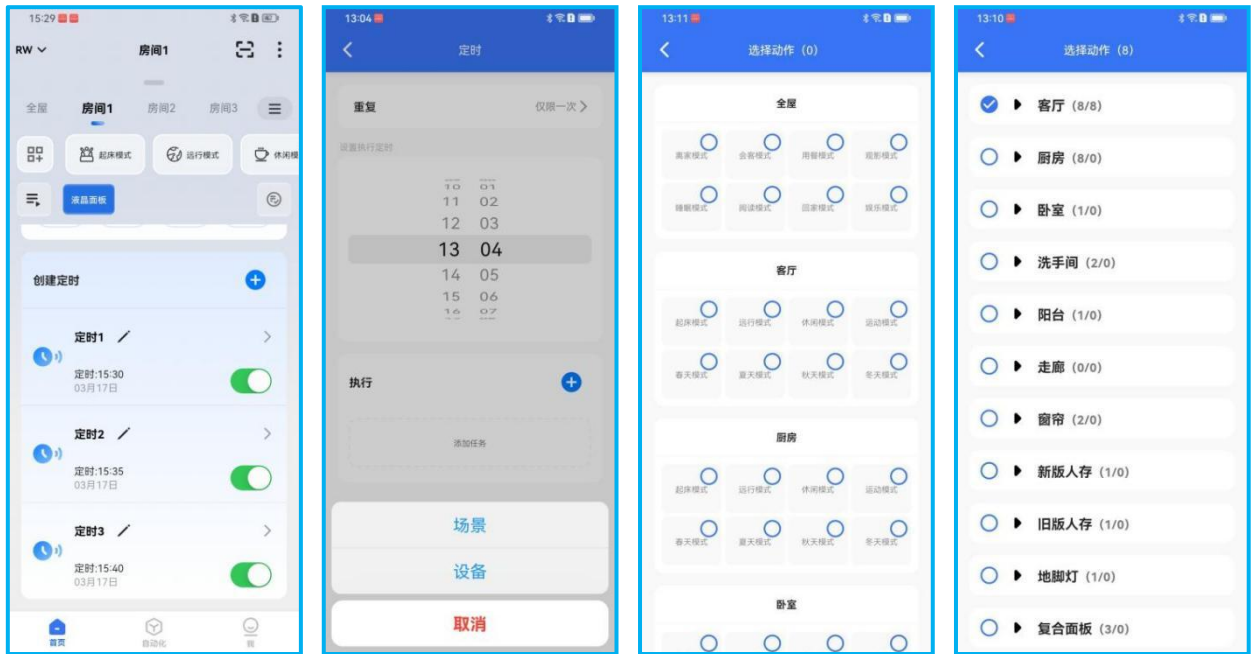 15:29
RW
房间1
全屋
房间1
房间2
房间3
起床模式
远行模式
休闲模
液晶面板
创建定时
定时1
定时:15:30
03月17日
定时2
定时:15:35
03月17日
定时3
定时:15:40
03月17日
首页
自动化
我
13:04
定时
重复
仅限一次
设置执行定时
10 01
11 02
12 03
13 04
14 05
15 06
16 07
执行
添加任务
场景
设备
取消
13:11
选择动作 (0)
全屋
离家模式 会客模式 用餐模式 观影模式
睡眠模式 阅读模式 回家模式 娱乐模式
客厅
起床模式 远行模式 休闲模式 运动模式
春天模式 夏天模式 秋天模式 冬天模式
厨房
起床模式 远行模式 休闲模式 运动模式
春天模式 夏天模式 秋天模式 冬天模式
卧室
13:10
选择动作 (8)
客厅 (8/8)
厨房 (8/0)
卧室 (1/0)
洗手间 (2/0)
阳台 (1/0)
走廊 (0/0)
窗帘 (2/0)
新版人存 (1/0)
旧版人存 (1/0)
地脚灯 (1/0)
复合面板 (3/0)